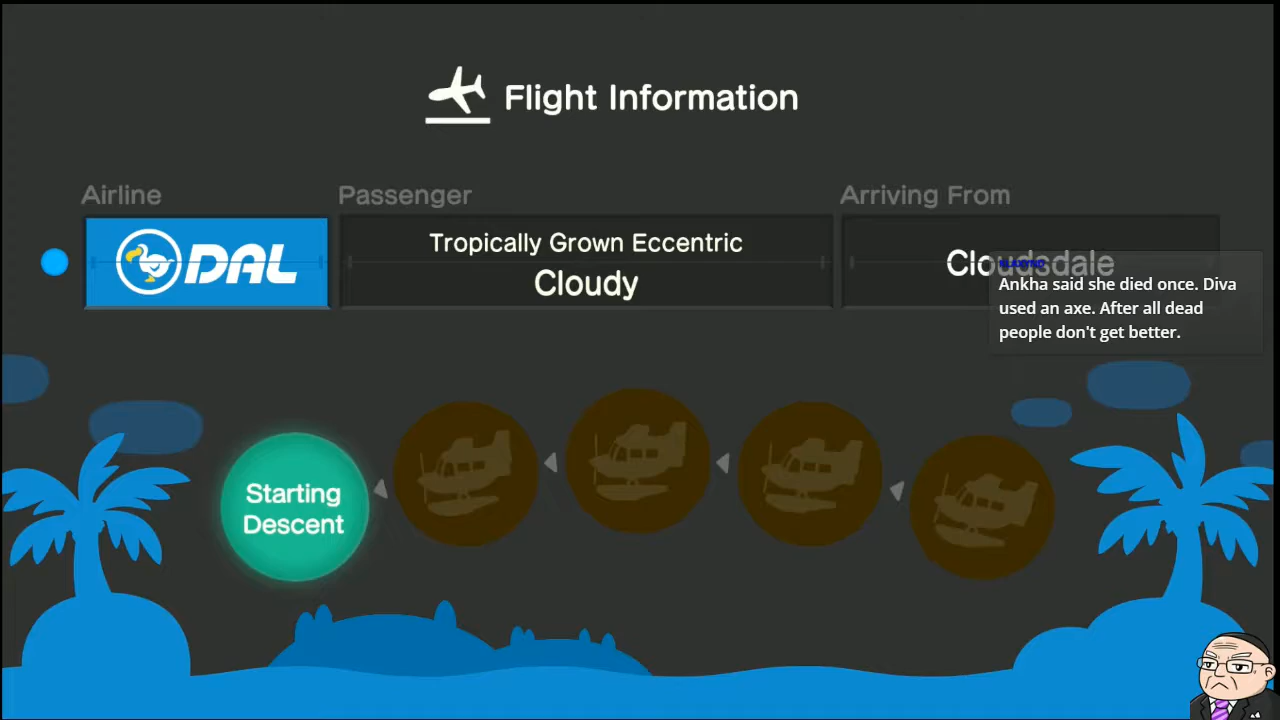 Flight Information
Airline
Passenger
Arriving From
DAL
Tropically Grown Eccentric
Cloudy
Cloudsdale
Ankha said she died once. Diva
used an axe. After all dead
people don't get better.
Starting
Descent